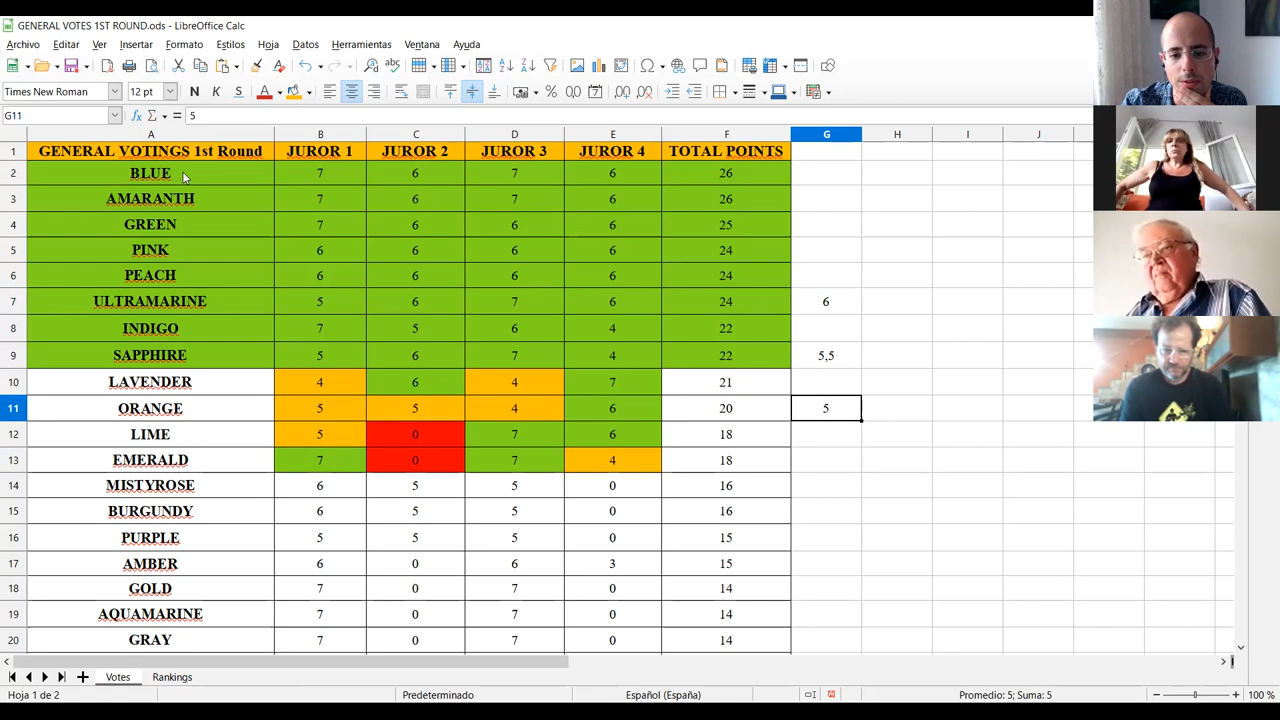 GENERAL VOTES 1ST ROUND.ods - LibreOffice Calc
Archivo Editar Ver Insertar Formato Estilos Hoja Datos Herramientas Ventana Ayuda
Times New Roman 12 pt N K S
G11 5
A B C D E F G H I J
1 GENERAL VOTINGS 1st Round JUROR 1 JUROR 2 JUROR 3 JUROR 4 TOTAL POINTS
2 BLUE 7 6 7 6 26
3 AMARANTH 7 6 7 6 26
4 GREEN 7 6 6 6 25
5 PINK 6 6 6 6 24
6 PEACH 6 6 6 6 24
7 ULTRAMARINE 5 6 7 6 24 6
8 INDIGO 7 5 6 4 22
9 SAPPHIRE 5 6 7 4 22 5,5
10 LAVENDER 4 6 4 7 21
11 ORANGE 5 5 4 6 20 5
12 LIME 5 0 7 6 18
13 EMERALD 7 0 7 4 18
14 MISTYROSE 6 5 5 0 16
15 BURGUNDY 6 5 5 0 16
16 PURPLE 5 5 5 0 15
17 AMBER 6 0 6 3 15
18 GOLD 7 0 7 0 14
19 AQUAMARINE 7 0 7 0 14
20 GRAY 7 0 7 0 14
Votes Rankings
Hoja 1 de 2 Predeterminado Español (España) Promedio: 5; Suma: 5 100 %